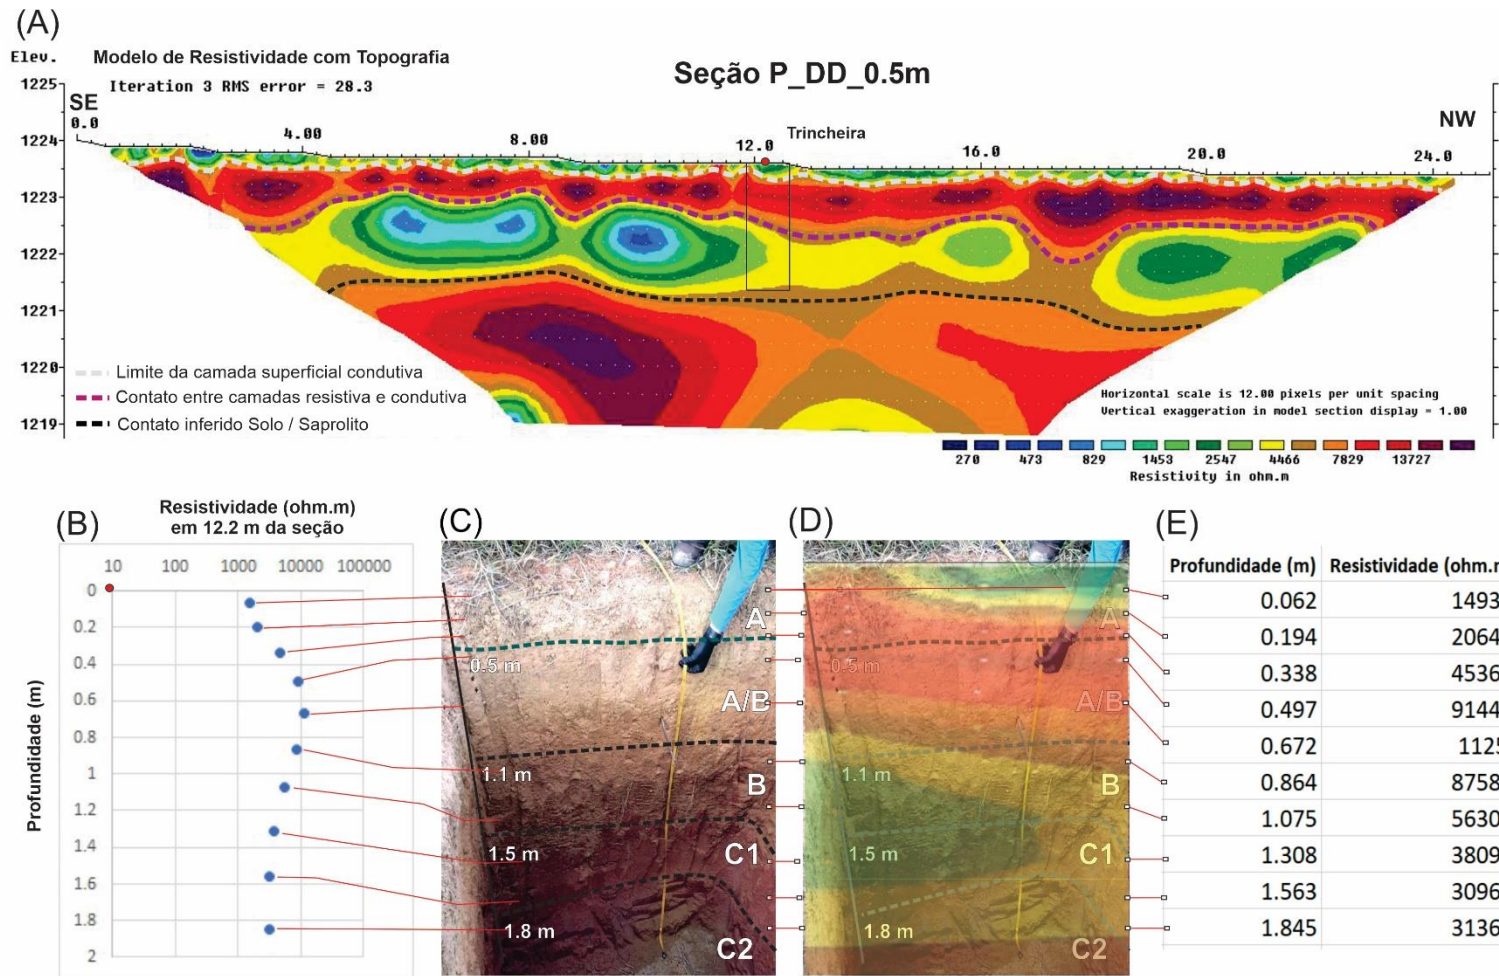 (A)
Elev.
Modelo de Resistividade com Topografia
Iteration 3 RMS error = 28.3
Seção P_DD_0.5m
1225
SE
NW
0.0
4.00
8.00
12.0
Trincheira
16.0
20.0
24.0
1224
1223
1222
1221
1220
1219
Limite da camada superficial condutiva
Contato entre camadas resistiva e condutiva
Contato inferido Solo / Saprolito
Horizontal scale is 12.00 pixels per unit spacing
Vertical exaggeration in model section display = 1.00
270 473 829 1453 2547 4466 7829 13727
Resistivity in ohm.m
(B)
Resistividade (ohm.m)
em 12.2 m da seção
10 100 1000 10000 100000
Profundidade (m)
0
0.2
0.4
0.6
0.8
1
1.2
1.4
1.6
1.8
2
(C)
A
0.5 m
A/B
1.1 m
B
1.5 m
C1
1.8 m
C2
(D)
A
0.5 m
A/B
1.1 m
B
1.5 m
C1
1.8 m
C2
(E)
Profundidade (m) Resistividade (ohm.m
0.062 1493
0.194 2064
0.338 4536
0.497 9144
0.672 1125
0.864 8758
1.075 5630
1.308 3809
1.563 3096
1.845 3136